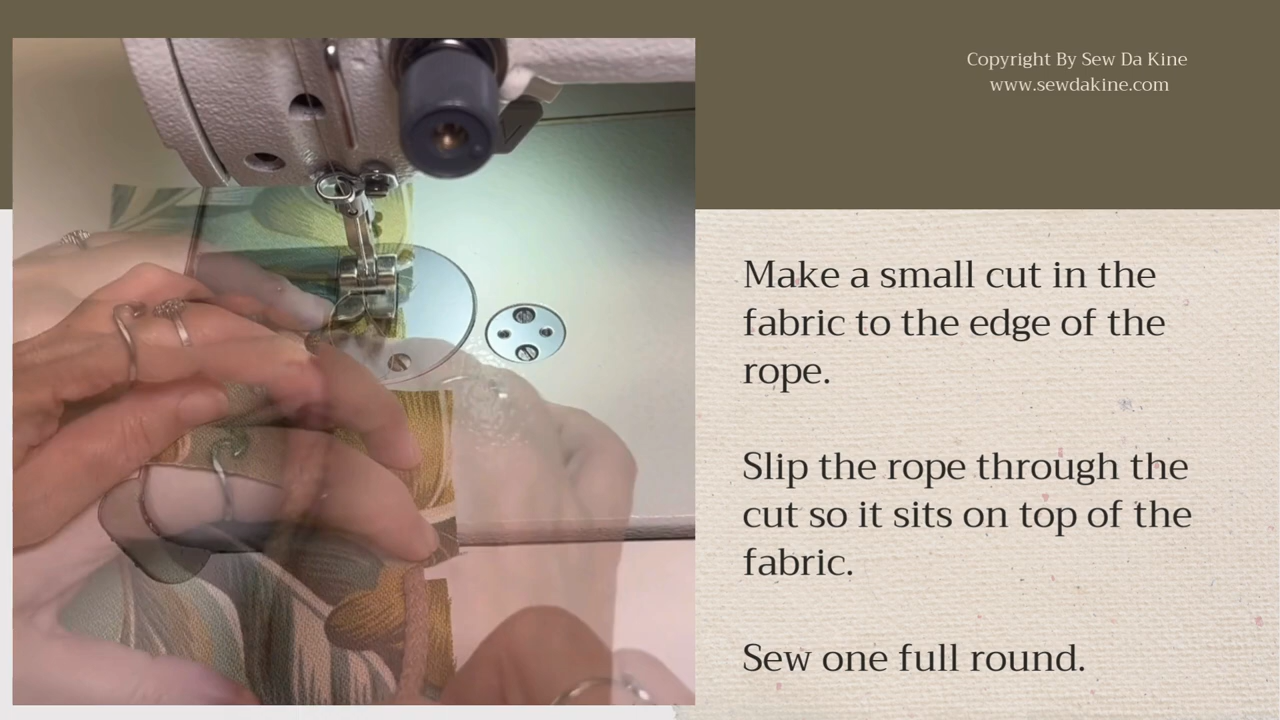 Copyright By Sew Da Kine
www.sewdakine.com
Make a small cut in the
fabric to the edge of the
rope.
Slip the rope through the
cut so it sits on top of the
fabric.
Sew one full round.